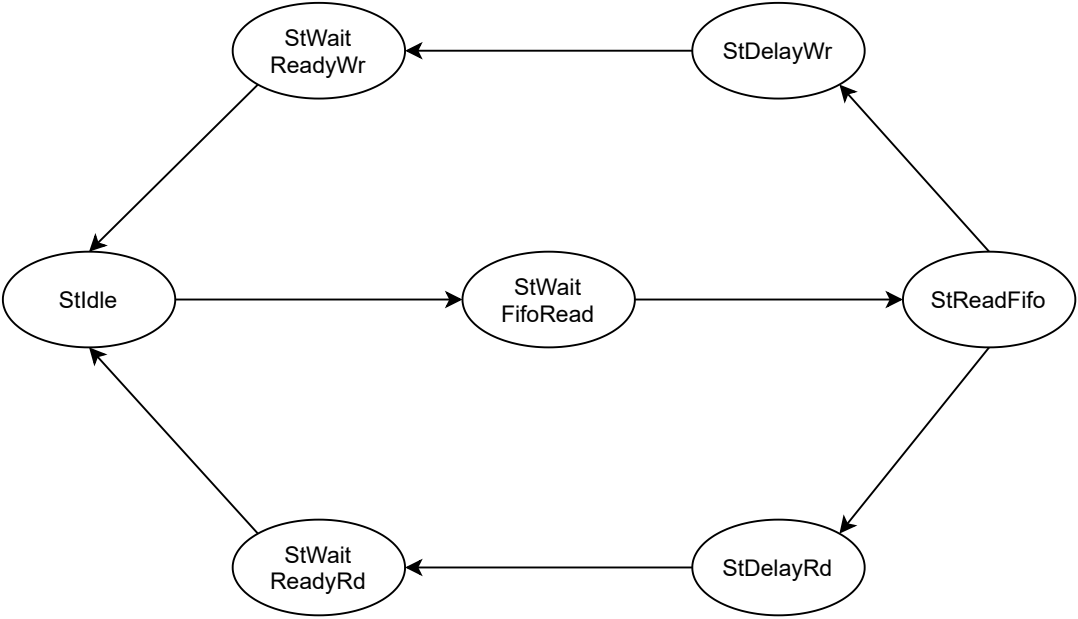 StWait
ReadyWr
StDelayWr
StIdle
StWait
FifoRead
StReadFifo
StWait
ReadyRd
StDelayRd